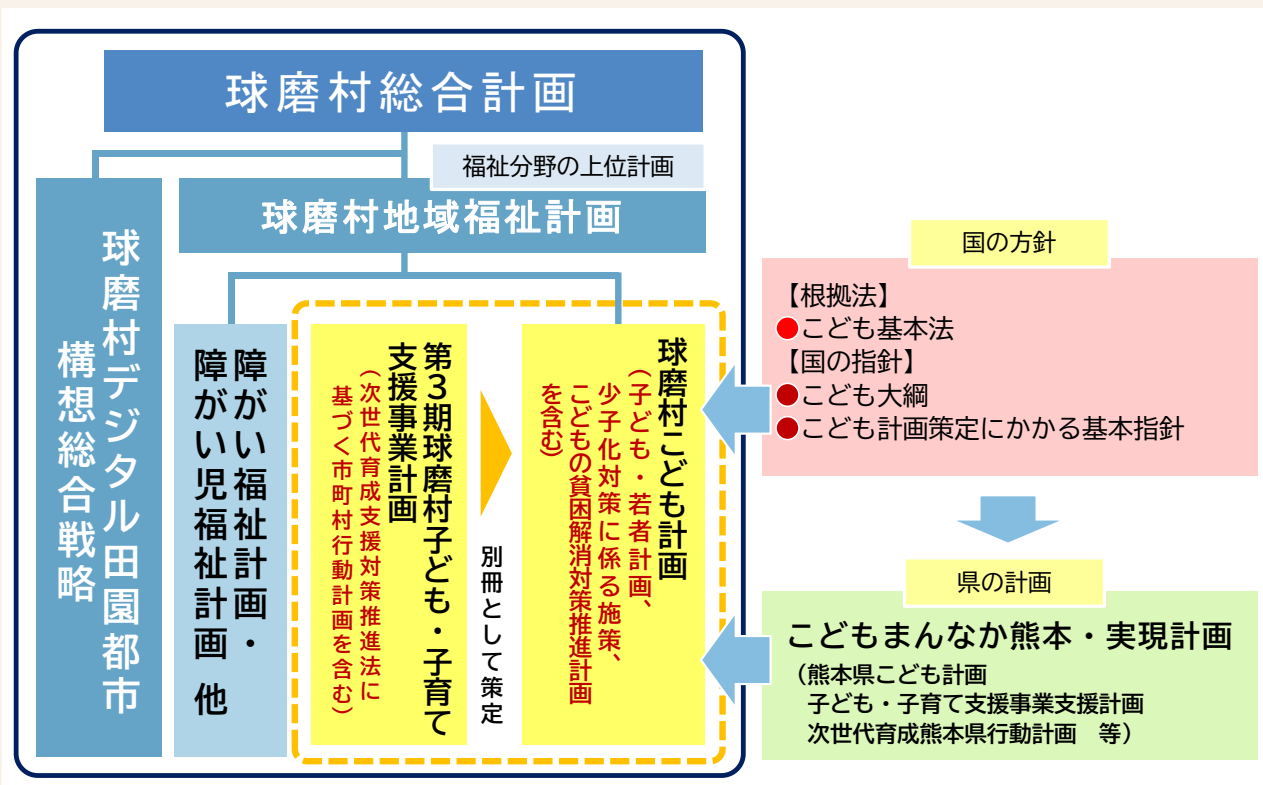 球磨村総合計画
福祉分野の上位計画
球磨村地域福祉計画
球磨村デジタル田園都市
構想総合戦略
障がい福祉計画・
障がい児福祉計画 他
第3期球磨村子ども・子育て
支援事業計画
(次世代育成支援対策推進法に
基づく市町村行動計画を含む)
別冊として策定
球磨村こども計画
(子ども・若者計画、
少子化対策に係る施策、
こどもの貧困解消対策推進計画
を含む)
国の方針
【根拠法】
●こども基本法
【国の指針】
●こども大綱
●こども計画策定にかかる基本指針
県の計画
こどもまんなか熊本・実現計画
(熊本県こども計画
子ども・子育て支援事業支援計画
次世代育成熊本県行動計画 等)